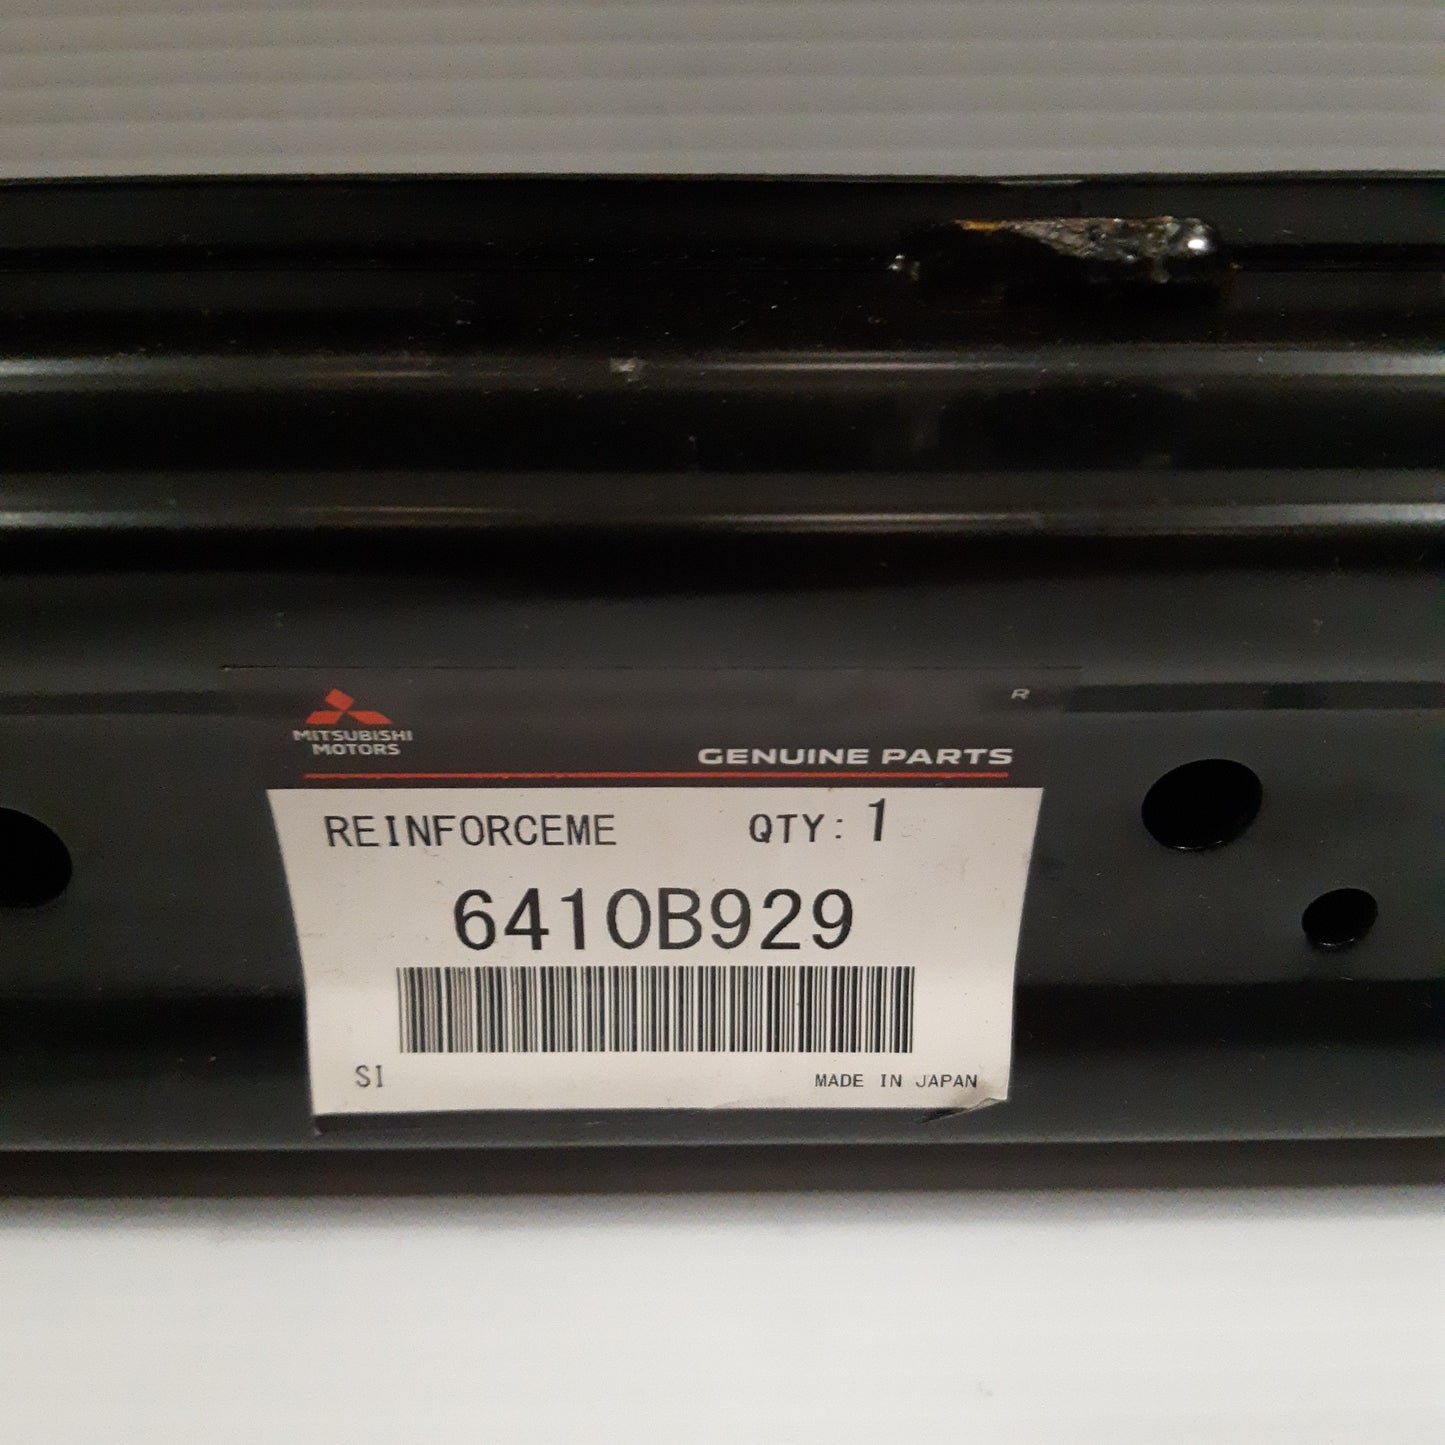 MITSUBISHI
MOTORS
R
GENUINE PARTS
REINFORCEME QTY: 1
6410B929
SI MADE IN JAPAN